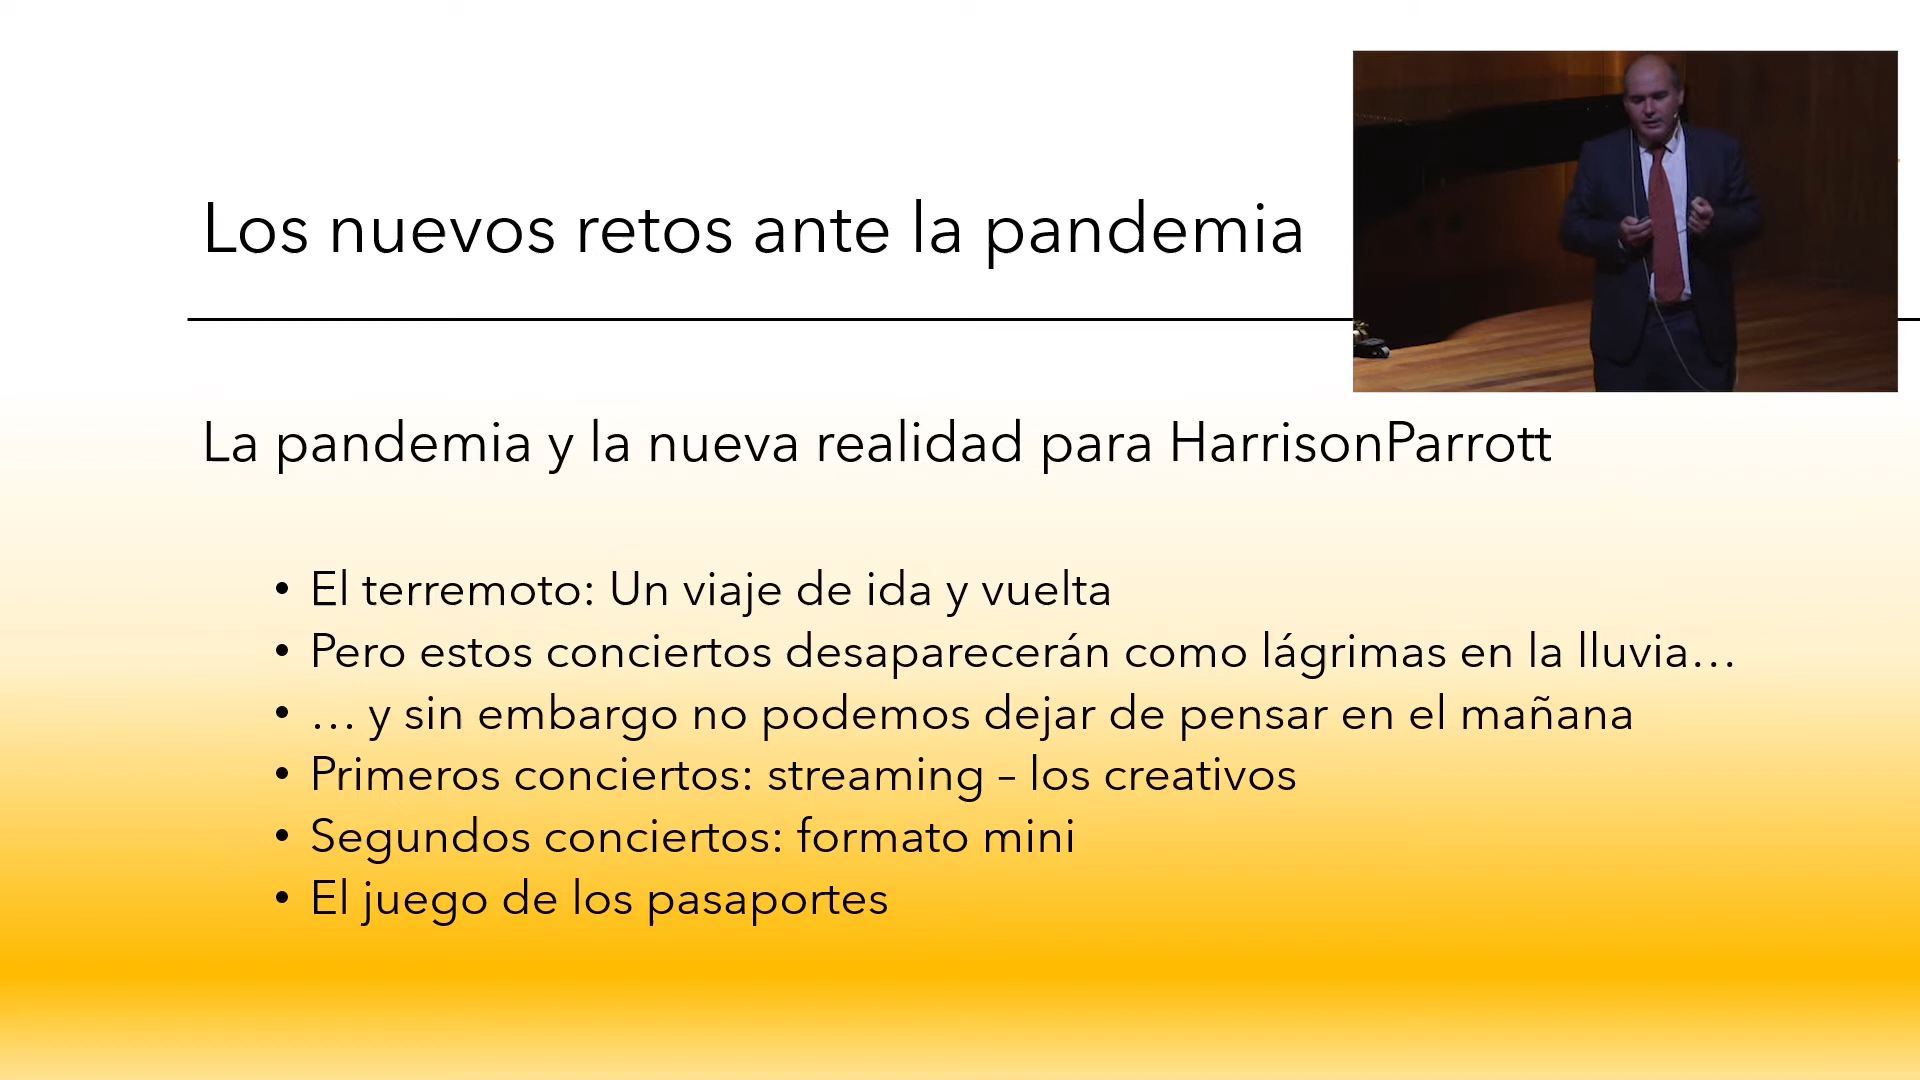 Los nuevos retos ante la pandemia
La pandemia y la nueva realidad para HarrisonParrott
• El terremoto: Un viaje de ida y vuelta
• Pero estos conciertos desaparecerán como lágrimas en la lluvia…
• … y sin embargo no podemos dejar de pensar en el mañana
• Primeros conciertos: streaming – los creativos
• Segundos conciertos: formato mini
• El juego de los pasaportes